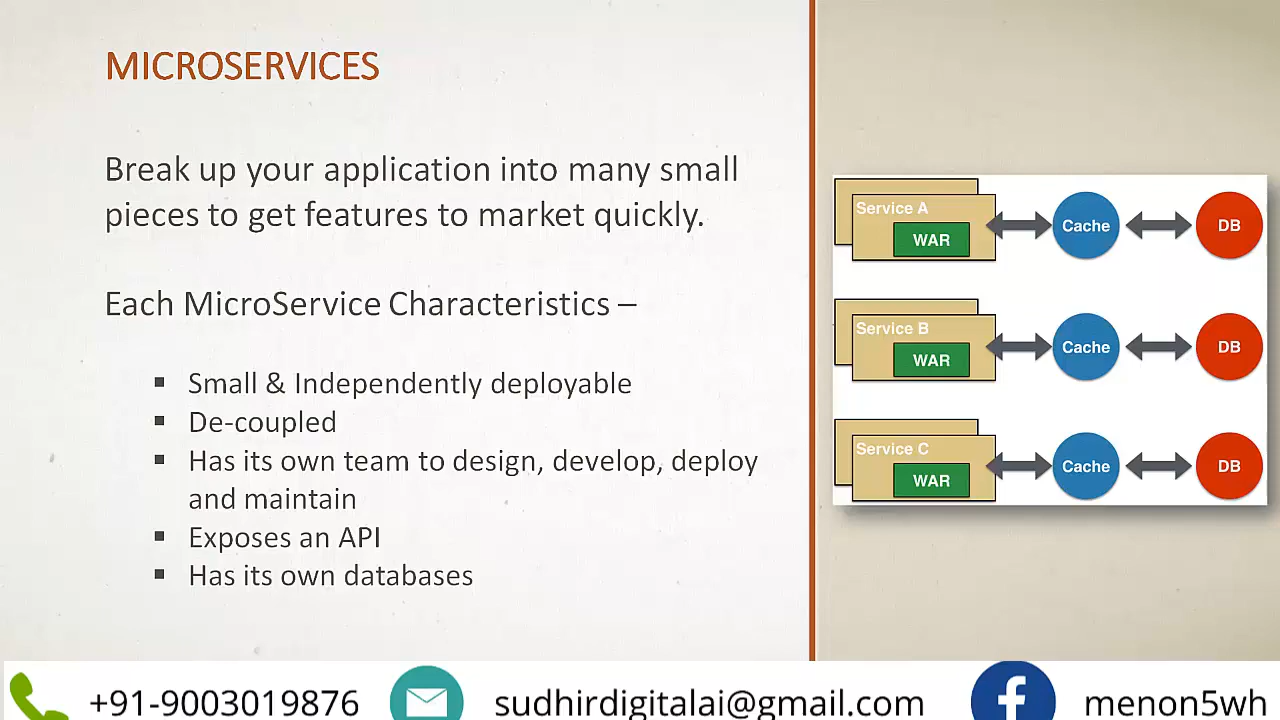 MICROSERVICES
Break up your application into many small
pieces to get features to market quickly.
Each MicroService Characteristics –
▪ Small & Independently deployable
▪ De-coupled
▪ Has its own team to design, develop, deploy
and maintain
▪ Exposes an API
▪ Has its own databases
Service A
WAR
Cache
DB
Service B
WAR
Cache
DB
Service C
WAR
Cache
DB
+91-9003019876
sudhirdigitalai@gmail.com
f
menon5wh